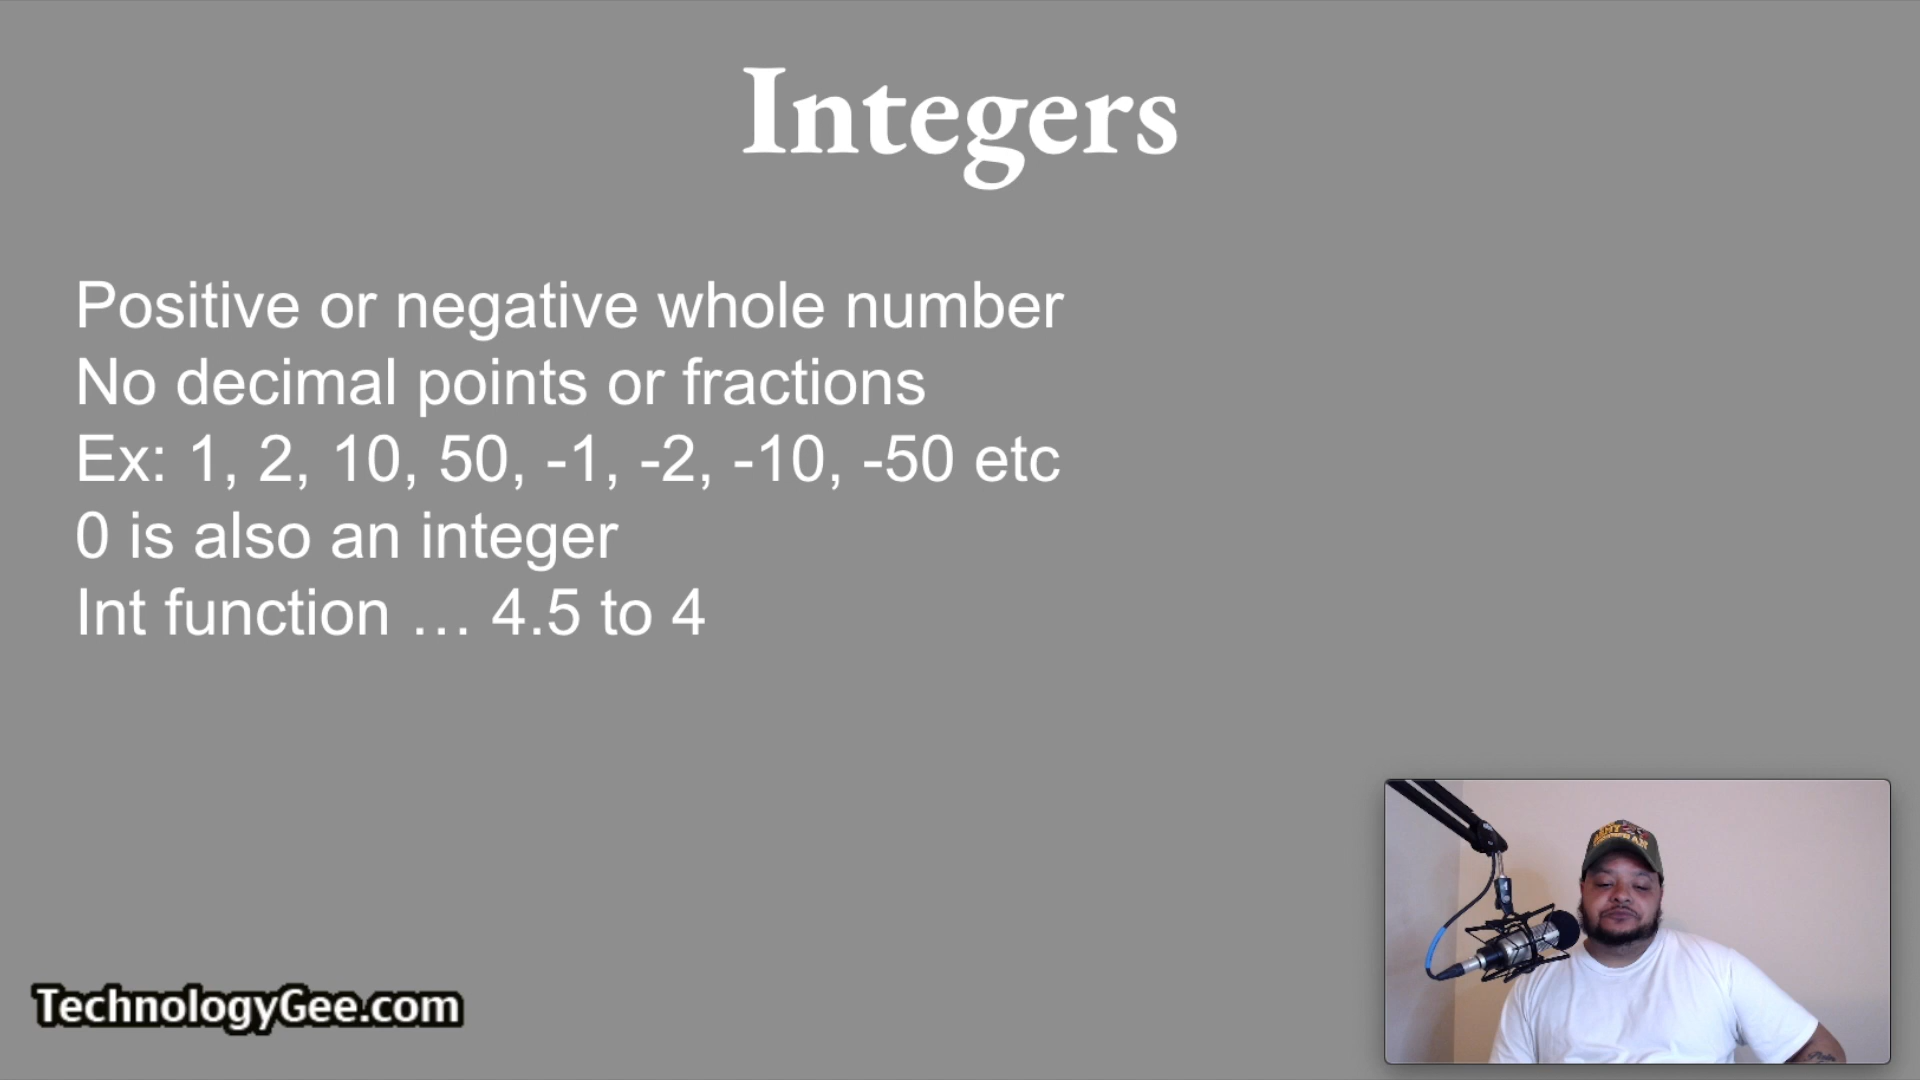 Integers
Positive or negative whole number
No decimal points or fractions
Ex: 1, 2, 10, 50, -1, -2, -10, -50 etc
0 is also an integer
Int function … 4.5 to 4
TechnologyGee.com